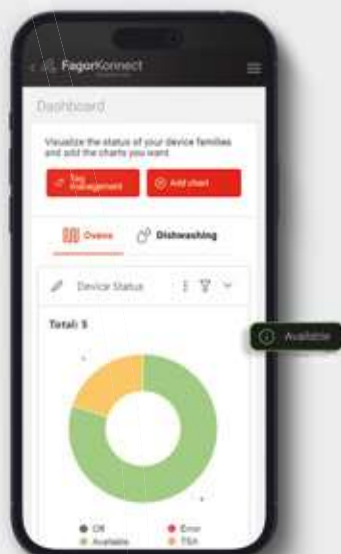 FagorKonnect
Dashboard
Visualize the status of your device families
and add the charts you want
Tag
management
Add chart
Ovens
Dishwashing
Device Status
Total: 5
Available
Off
Error
Available
TSA